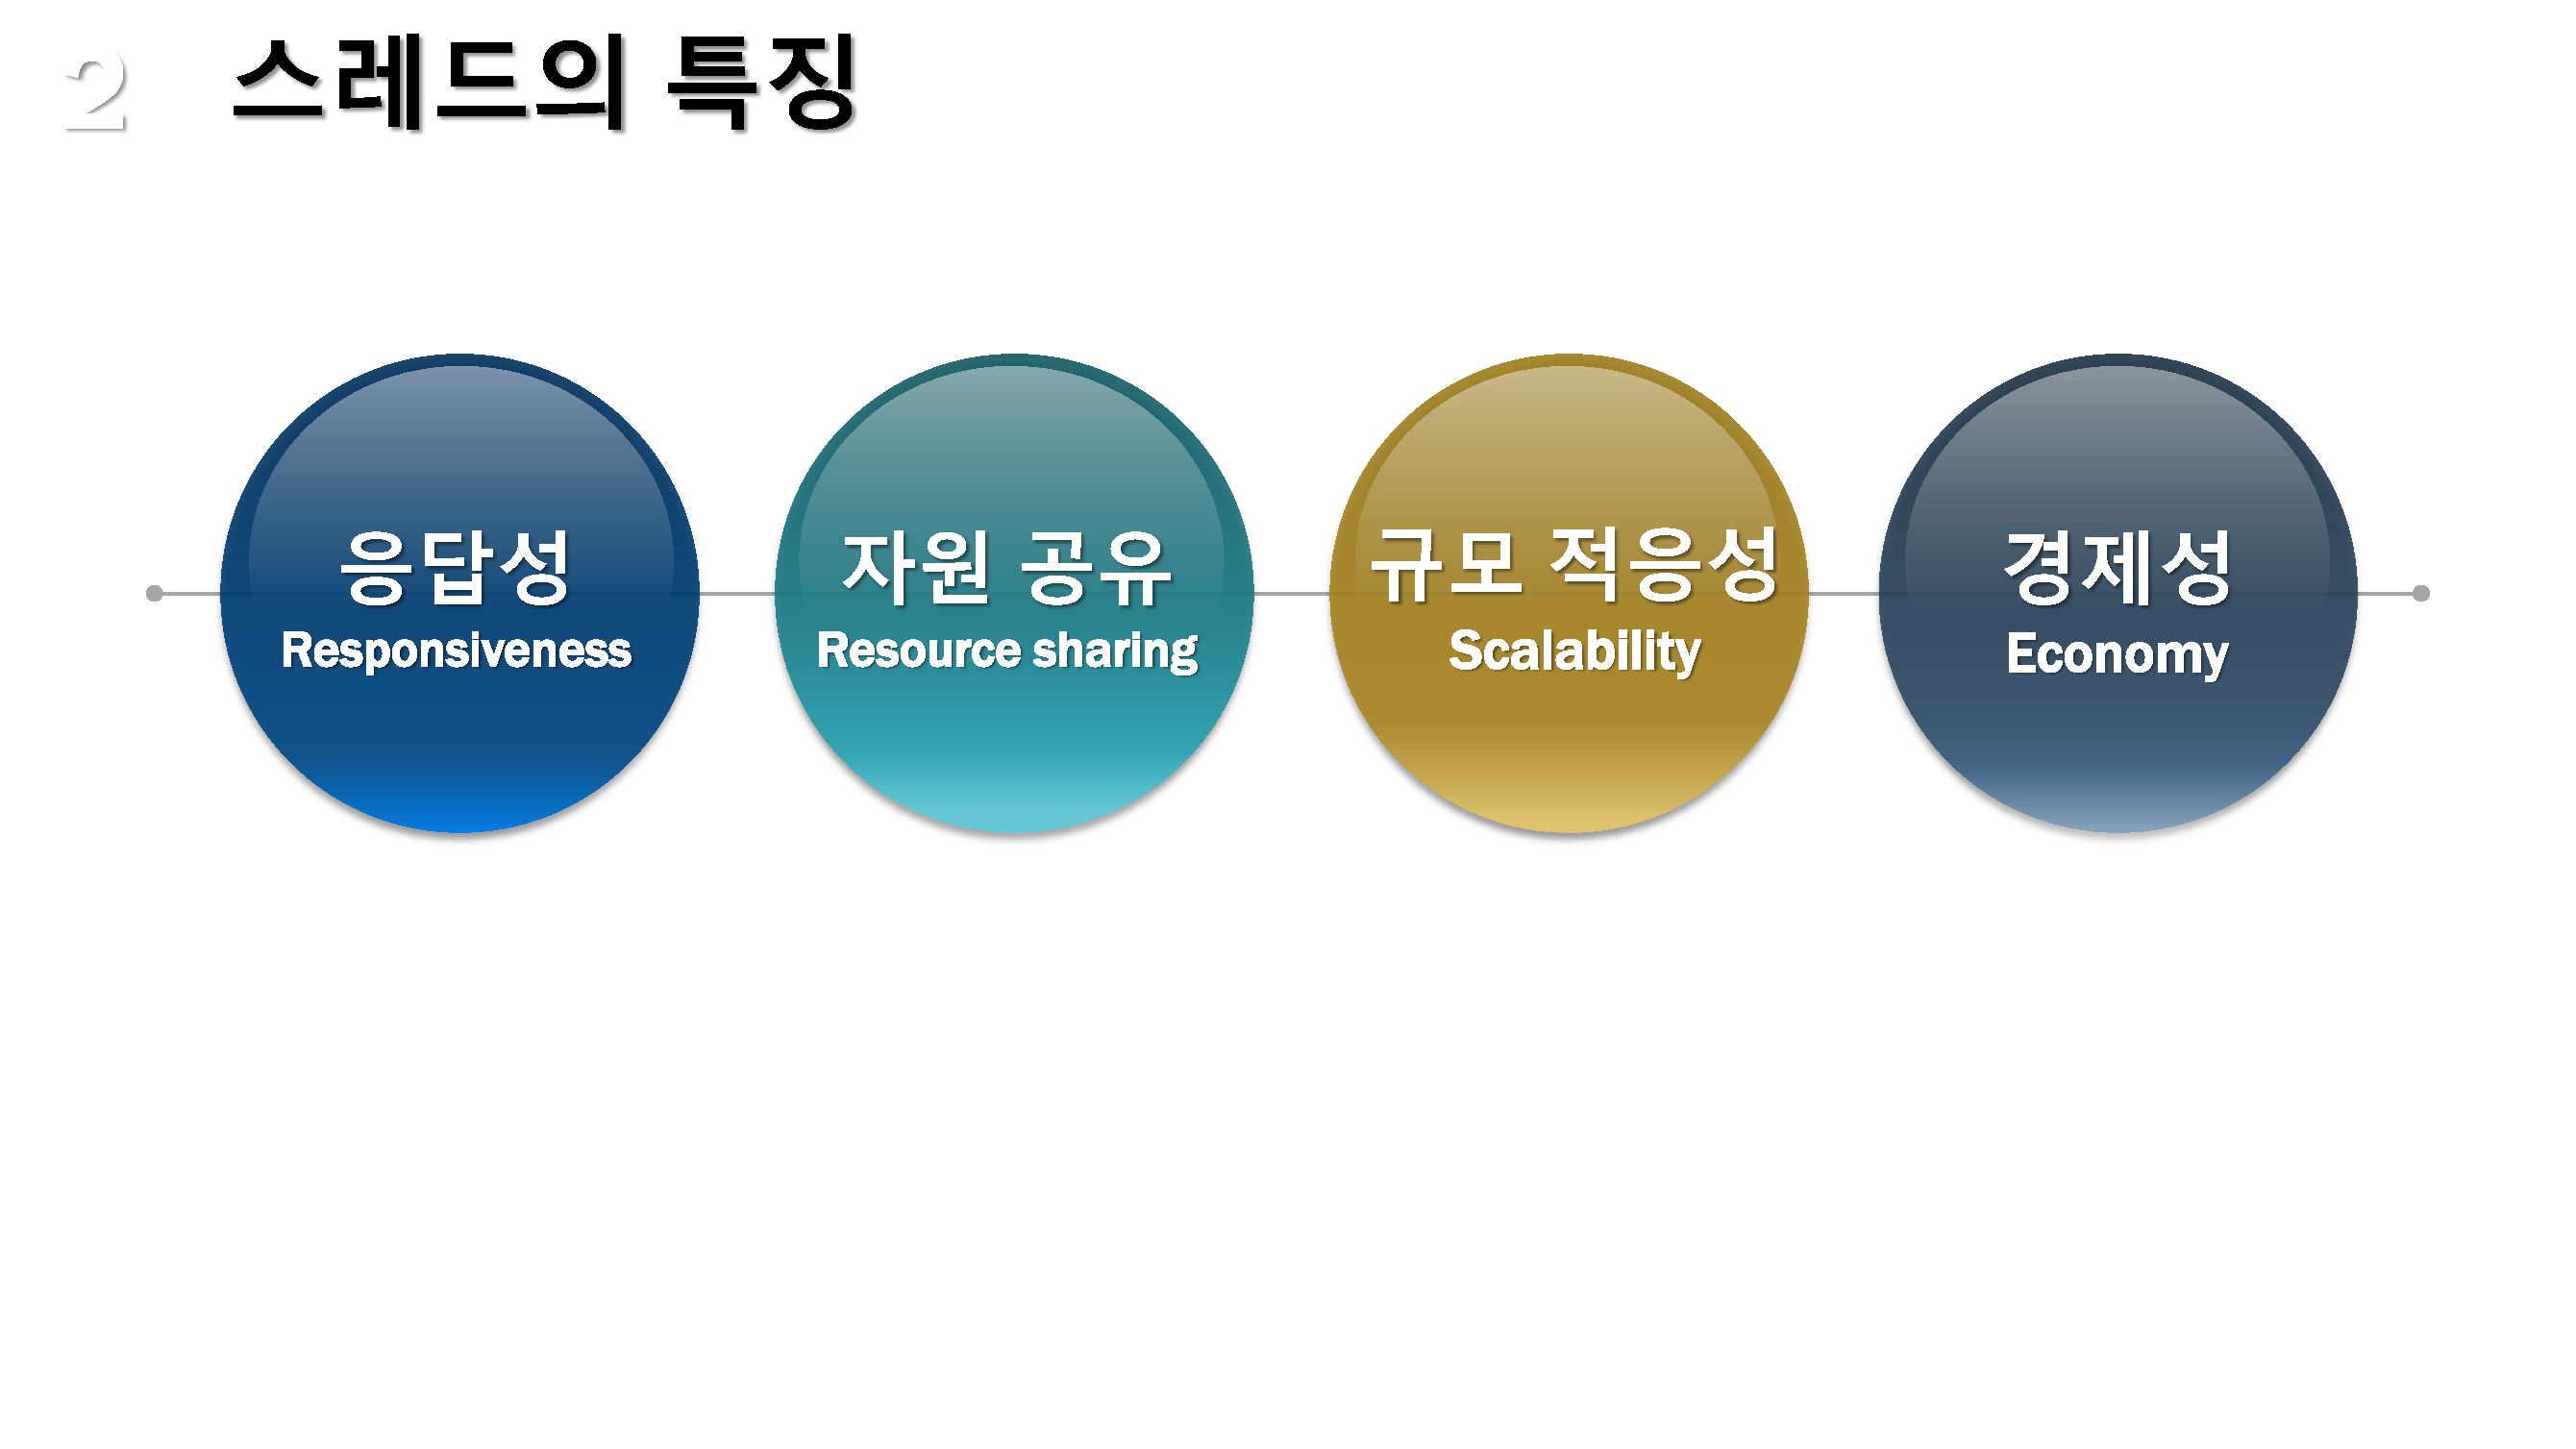 2 스레드의 특징
응답성
Responsiveness
자원 공유
Resource sharing
규모 적응성
Scalability
경제성
Economy